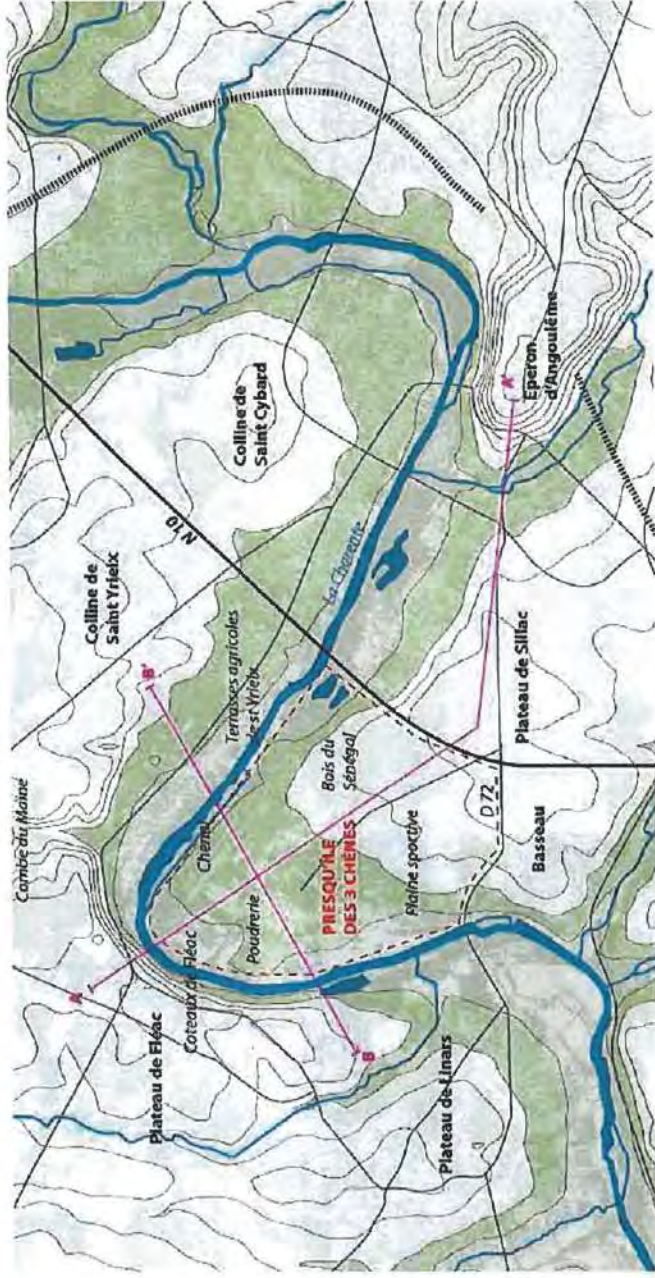 Combe du Maine
Colline de
Saint Yrieix
N 10
Colline de
Saint Cybard
B'
A
Plateau de Fléac
Coteaux de Fléac
Terrasses agricoles
de st Yrieix
La Charente
Chemin
Poudrerie
PRESQU'ILE
DES 3 CHÊNES
Bois du
Sénégal
B
Plaine sportive
D 72
Plateau de Linars
Basseau
Plateau de Sillac
A'
Eperon
d'Angoulême